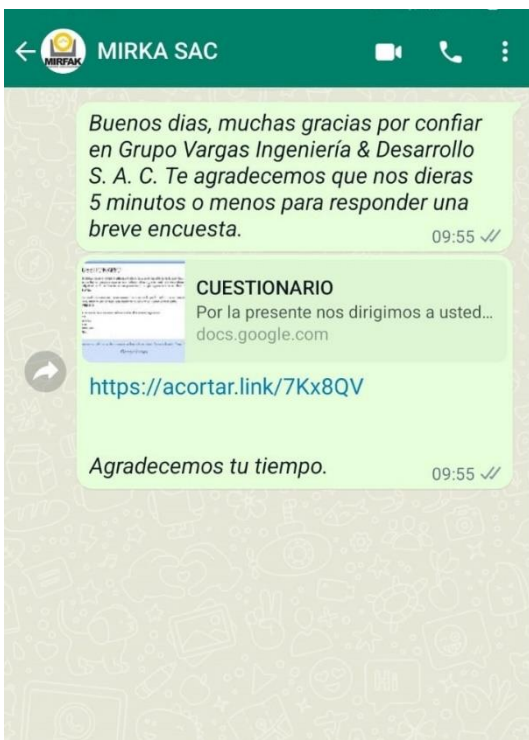 MIRFAK
MIRKA SAC
Buenos dias, muchas gracias por confiar
en Grupo Vargas Ingeniería & Desarrollo
S. A. C. Te agradecemos que nos dieras
5 minutos o menos para responder una
breve encuesta.
09:55
CUESTIONARIO
Por la presente nos dirigimos a usted...
docs.google.com
https://acortar.link/7Kx8QV
Agradecemos tu tiempo.
09:55